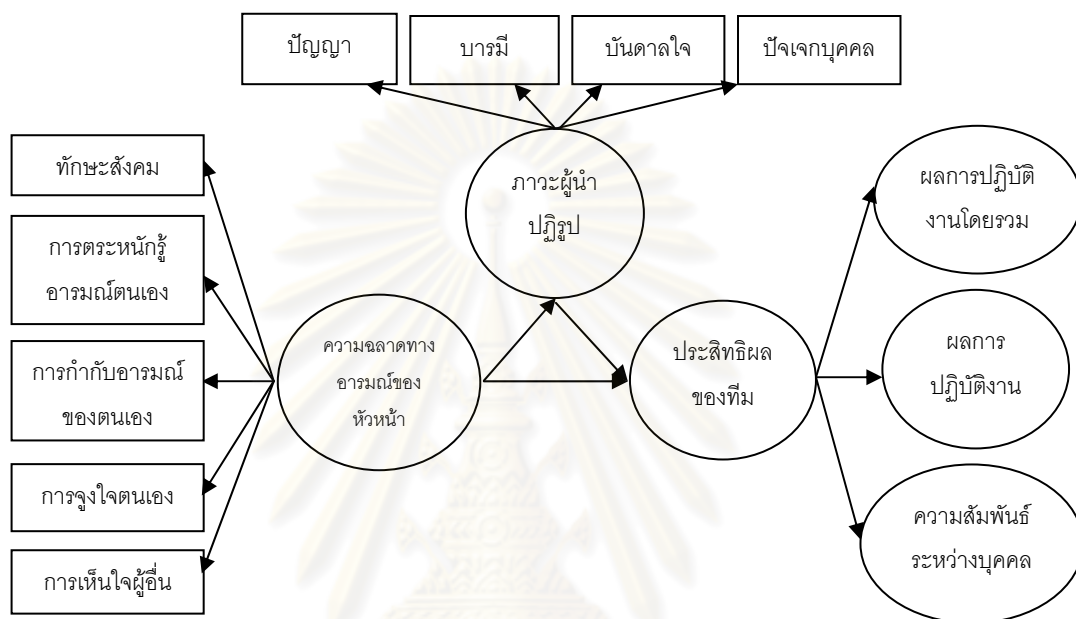 ปัญญา
บารมี
บันดาลใจ
ปัจเจกบุคคล
ทักษะสังคม
การตระหนักรู้
อารมณ์ตนเอง
การกำกับอารมณ์
ของตนเอง
การจูงใจตนเอง
การเห็นใจผู้อื่น
ความฉลาดทาง
อารมณ์ของ
หัวหน้า
ภาวะผู้นำ
ปฏิรูป
ประสิทธิผล
ของทีม
ผลการปฏิบัติ
งานโดยรวม
ผลการ
ปฏิบัติงาน
ความสัมพันธ์
ระหว่างบุคคล